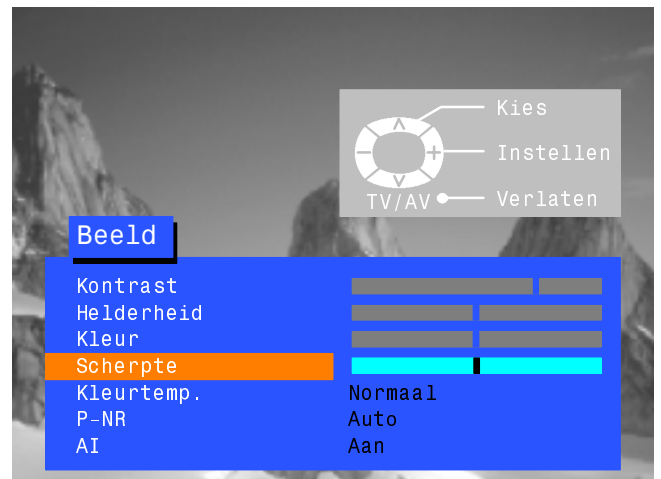 Kies
Instellen
TV/AV Verlaten
Beeld
Kontrast
Helderheid
Kleur
Scherpte
Kleurtemp. Normaal
P-NR Auto
AI Aan